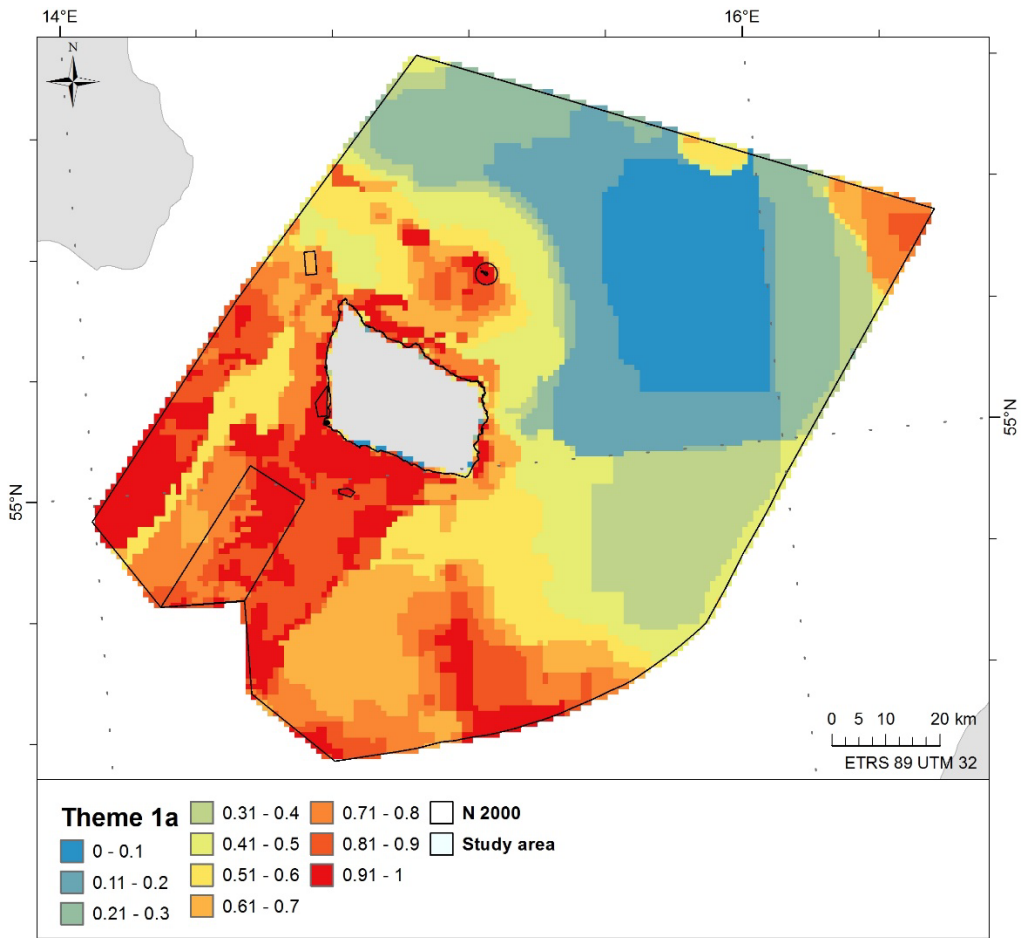 14°E 16°E
N
55°N
55°N
0 5 10 20 km
ETRS 89 UTM 32
Theme 1a
0 - 0.1
0.11 - 0.2
0.21 - 0.3
0.31 - 0.4
0.41 - 0.5
0.51 - 0.6
0.61 - 0.7
0.71 - 0.8
0.81 - 0.9
0.91 - 1
N 2000
Study area